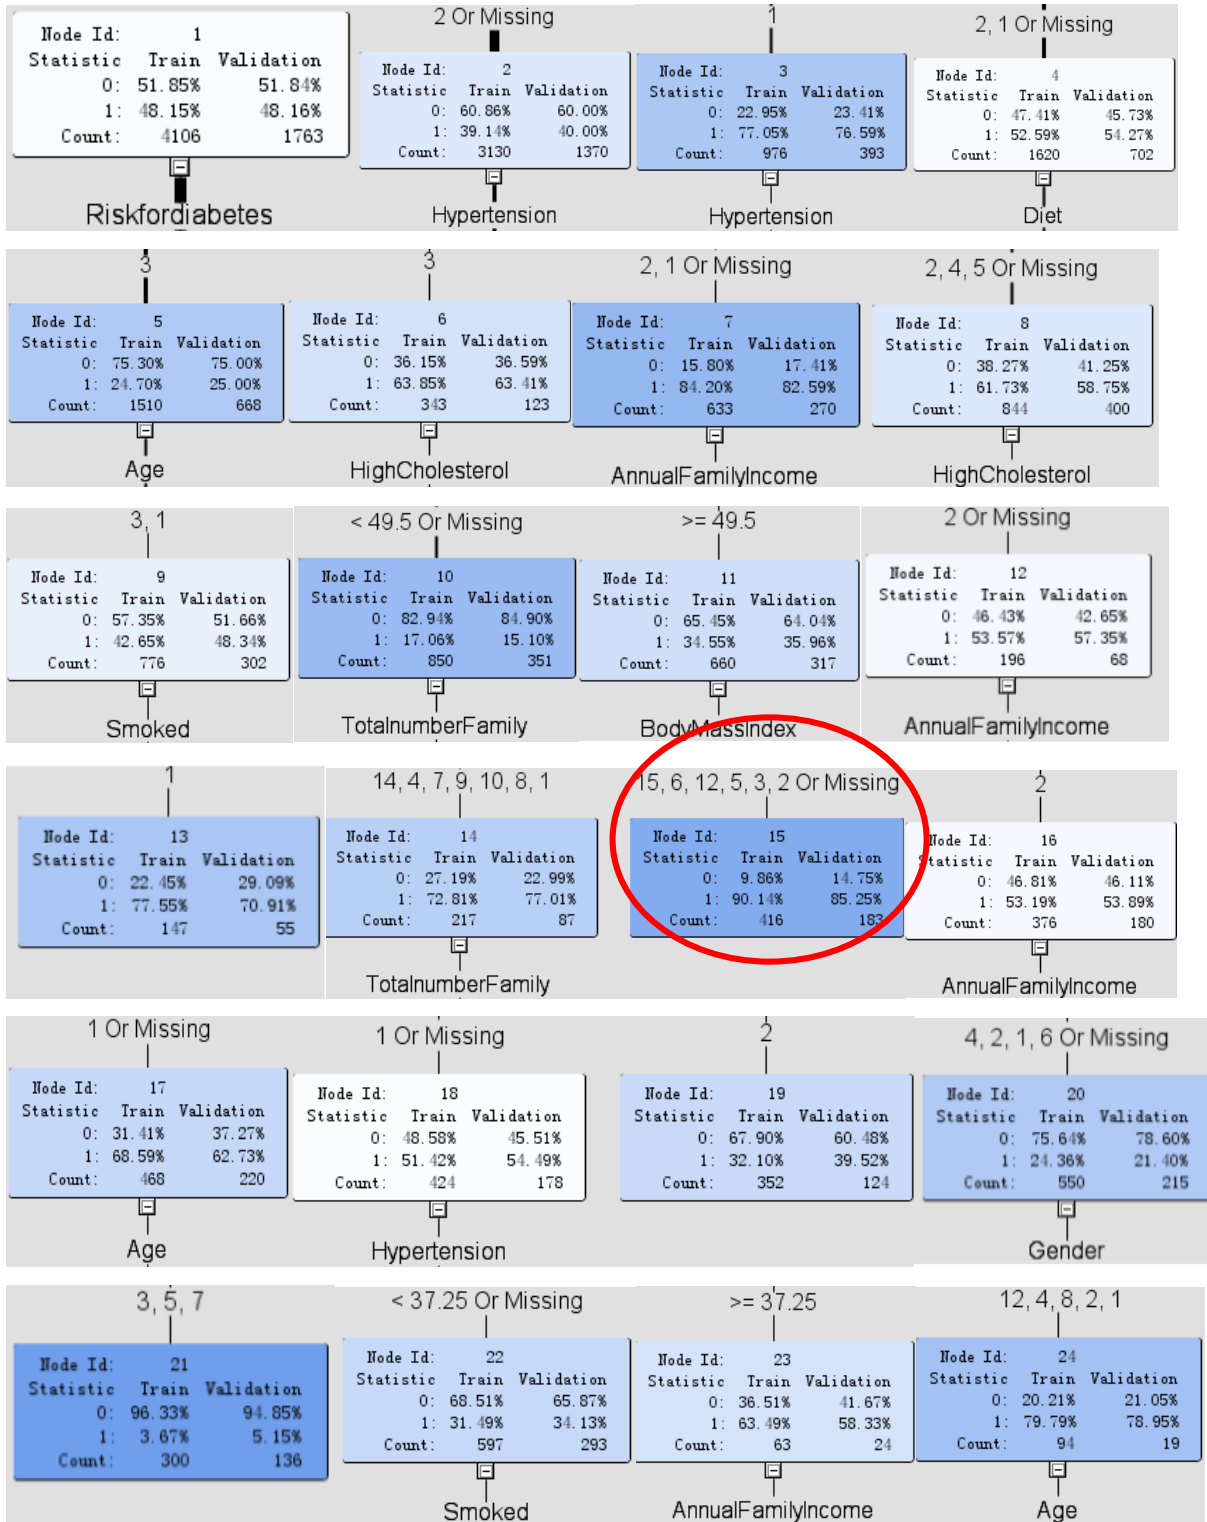 2 Or Missing
1
2, 1 Or Missing
Node Id: 1
Statistic Train Validation
0: 51.85% 51.84%
1: 48.15% 48.16%
Count: 4106 1763
Riskfordiabetes
Node Id: 2
Statistic Train Validation
0: 60.86% 60.00%
1: 39.14% 40.00%
Count: 3130 1370
Hypertension
Node Id: 3
Statistic Train Validation
0: 22.95% 23.41%
1: 77.05% 76.59%
Count: 976 393
Hypertension
Node Id: 4
Statistic Train Validation
0: 47.41% 45.73%
1: 52.59% 54.27%
Count: 1620 702
Diet
3
Node Id: 5
Statistic Train Validation
0: 75.30% 75.00%
1: 24.70% 25.00%
Count: 1510 668
Age
3
Node Id: 6
Statistic Train Validation
0: 36.15% 36.59%
1: 63.85% 63.41%
Count: 343 123
HighCholesterol
2, 1 Or Missing
Node Id: 7
Statistic Train Validation
0: 15.80% 17.41%
1: 84.20% 82.59%
Count: 633 270
AnnualFamilyIncome
2, 4, 5 Or Missing
Node Id: 8
Statistic Train Validation
0: 38.27% 41.25%
1: 61.73% 58.75%
Count: 844 400
HighCholesterol
3, 1
Node Id: 9
Statistic Train Validation
0: 57.35% 51.66%
1: 42.65% 48.34%
Count: 776 302
Smoked
< 49.5 Or Missing
Node Id: 10
Statistic Train Validation
0: 82.94% 84.90%
1: 17.06% 15.10%
Count: 850 351
TotalnumberFamily
>= 49.5
Node Id: 11
Statistic Train Validation
0: 65.45% 64.04%
1: 34.55% 35.96%
Count: 660 317
BodyMassIndex
2 Or Missing
Node Id: 12
Statistic Train Validation
0: 46.43% 42.65%
1: 53.57% 57.35%
Count: 196 68
AnnualFamilyIncome
1
Node Id: 13
Statistic Train Validation
0: 22.45% 29.09%
1: 77.55% 70.91%
Count: 147 55
14, 4, 7, 9, 10, 8, 1
Node Id: 14
Statistic Train Validation
0: 27.19% 22.99%
1: 72.81% 77.01%
Count: 217 87
TotalnumberFamily
15, 6, 12, 5, 3, 2 Or Missing
Node Id: 15
Statistic Train Validation
0: 9.86% 14.75%
1: 90.14% 85.25%
Count: 416 183
2
Node Id: 16
Statistic Train Validation
0: 46.81% 46.11%
1: 53.19% 53.89%
Count: 376 180
AnnualFamilyIncome
1 Or Missing
Node Id: 17
Statistic Train Validation
0: 31.41% 37.27%
1: 68.59% 62.73%
Count: 468 220
Age
1 Or Missing
Node Id: 18
Statistic Train Validation
0: 48.58% 45.51%
1: 51.42% 54.49%
Count: 424 178
Hypertension
2
Node Id: 19
Statistic Train Validation
0: 67.90% 60.48%
1: 32.10% 39.52%
Count: 352 124
4, 2, 1, 6 Or Missing
Node Id: 20
Statistic Train Validation
0: 75.64% 78.60%
1: 24.36% 21.40%
Count: 550 215
Gender
3, 5, 7
Node Id: 21
Statistic Train Validation
0: 96.33% 94.85%
1: 3.67% 5.15%
Count: 300 136
< 37.25 Or Missing
Node Id: 22
Statistic Train Validation
0: 68.51% 65.87%
1: 31.49% 34.13%
Count: 597 293
Smoked
>= 37.25
Node Id: 23
Statistic Train Validation
0: 36.51% 41.67%
1: 63.49% 58.33%
Count: 63 24
AnnualFamilyIncome
12, 4, 8, 2, 1
Node Id: 24
Statistic Train Validation
0: 20.21% 21.05%
1: 79.79% 78.95%
Count: 94 19
Age